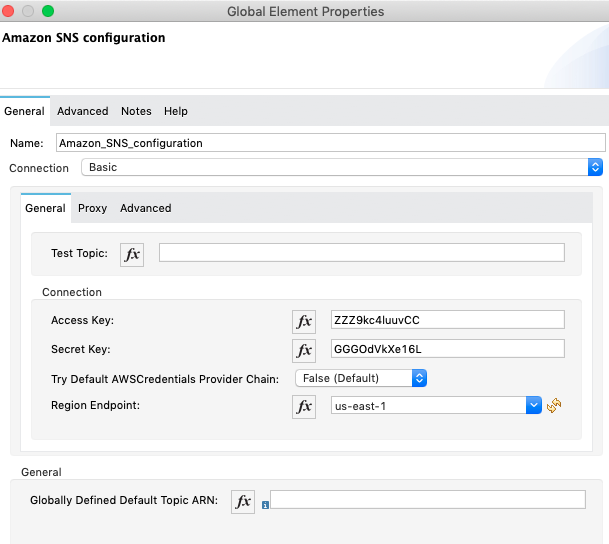 Global Element Properties
Amazon SNS configuration
General Advanced Notes Help
Name: Amazon_SNS_configuration
Connection Basic
General Proxy Advanced
Test Topic: fx
Connection
Access Key: fx ZZZ9kc4luuvCC
Secret Key: fx GGGOdVkXe16L
Try Default AWSCredentials Provider Chain: False (Default)
Region Endpoint: fx us-east-1
General
Globally Defined Default Topic ARN: fx